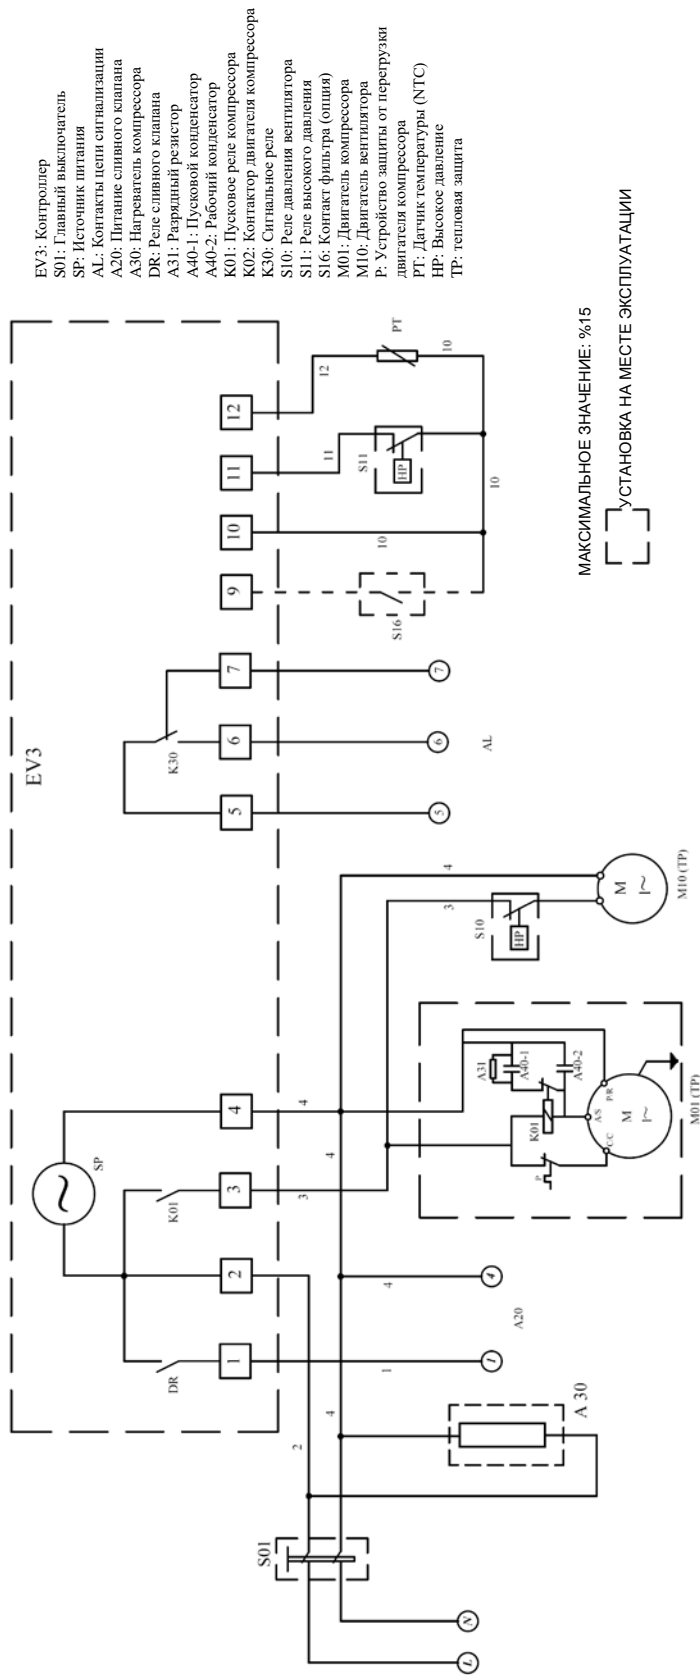 EV3: Контроллер
S01: Главный выключатель
SP: Источник питания
AL: Контакты цепи сигнализации
A20: Питание сливного клапана
A30: Нагреватель компрессора
DR: Реле сливного клапана
A31: Разрядный резистор
A40-1: Пусковой конденсатор
A40-2: Рабочий конденсатор
K01: Пусковое реле компрессора
K02: Контактор двигателя компрессора
K30: Сигнальное реле
S10: Реле давления вентилятора
S11: Реле высокого давления
S16: Контакт фильтра (опция)
M01: Двигатель компрессора
M10: Двигатель вентилятора
P: Устройство защиты от перегрузки
двигателя компрессора
PT: Датчик температуры (NTC)
HP: Высокое давление
TP: тепловая защита
МАКСИМАЛЬНОЕ ЗНАЧЕНИЕ: %15
УСТАНОВКА НА МЕСТЕ ЭКСПЛУАТАЦИИ
EV3
SP
DR
K01
K30
1
2
3
4
5
6
7
9
10
11
12
S01
2
4
1
4
4
3
4
3
4
10
11
12
10
10
S16
S11
HP
PT
L
N
A 30
1
A20
4
P
K01
A31
A40-1
A40-2
C/C
A/S
P/R
M
1~
M01 (TP)
S10
HP
M
1~
M10 (TP)
5
6
7
AL